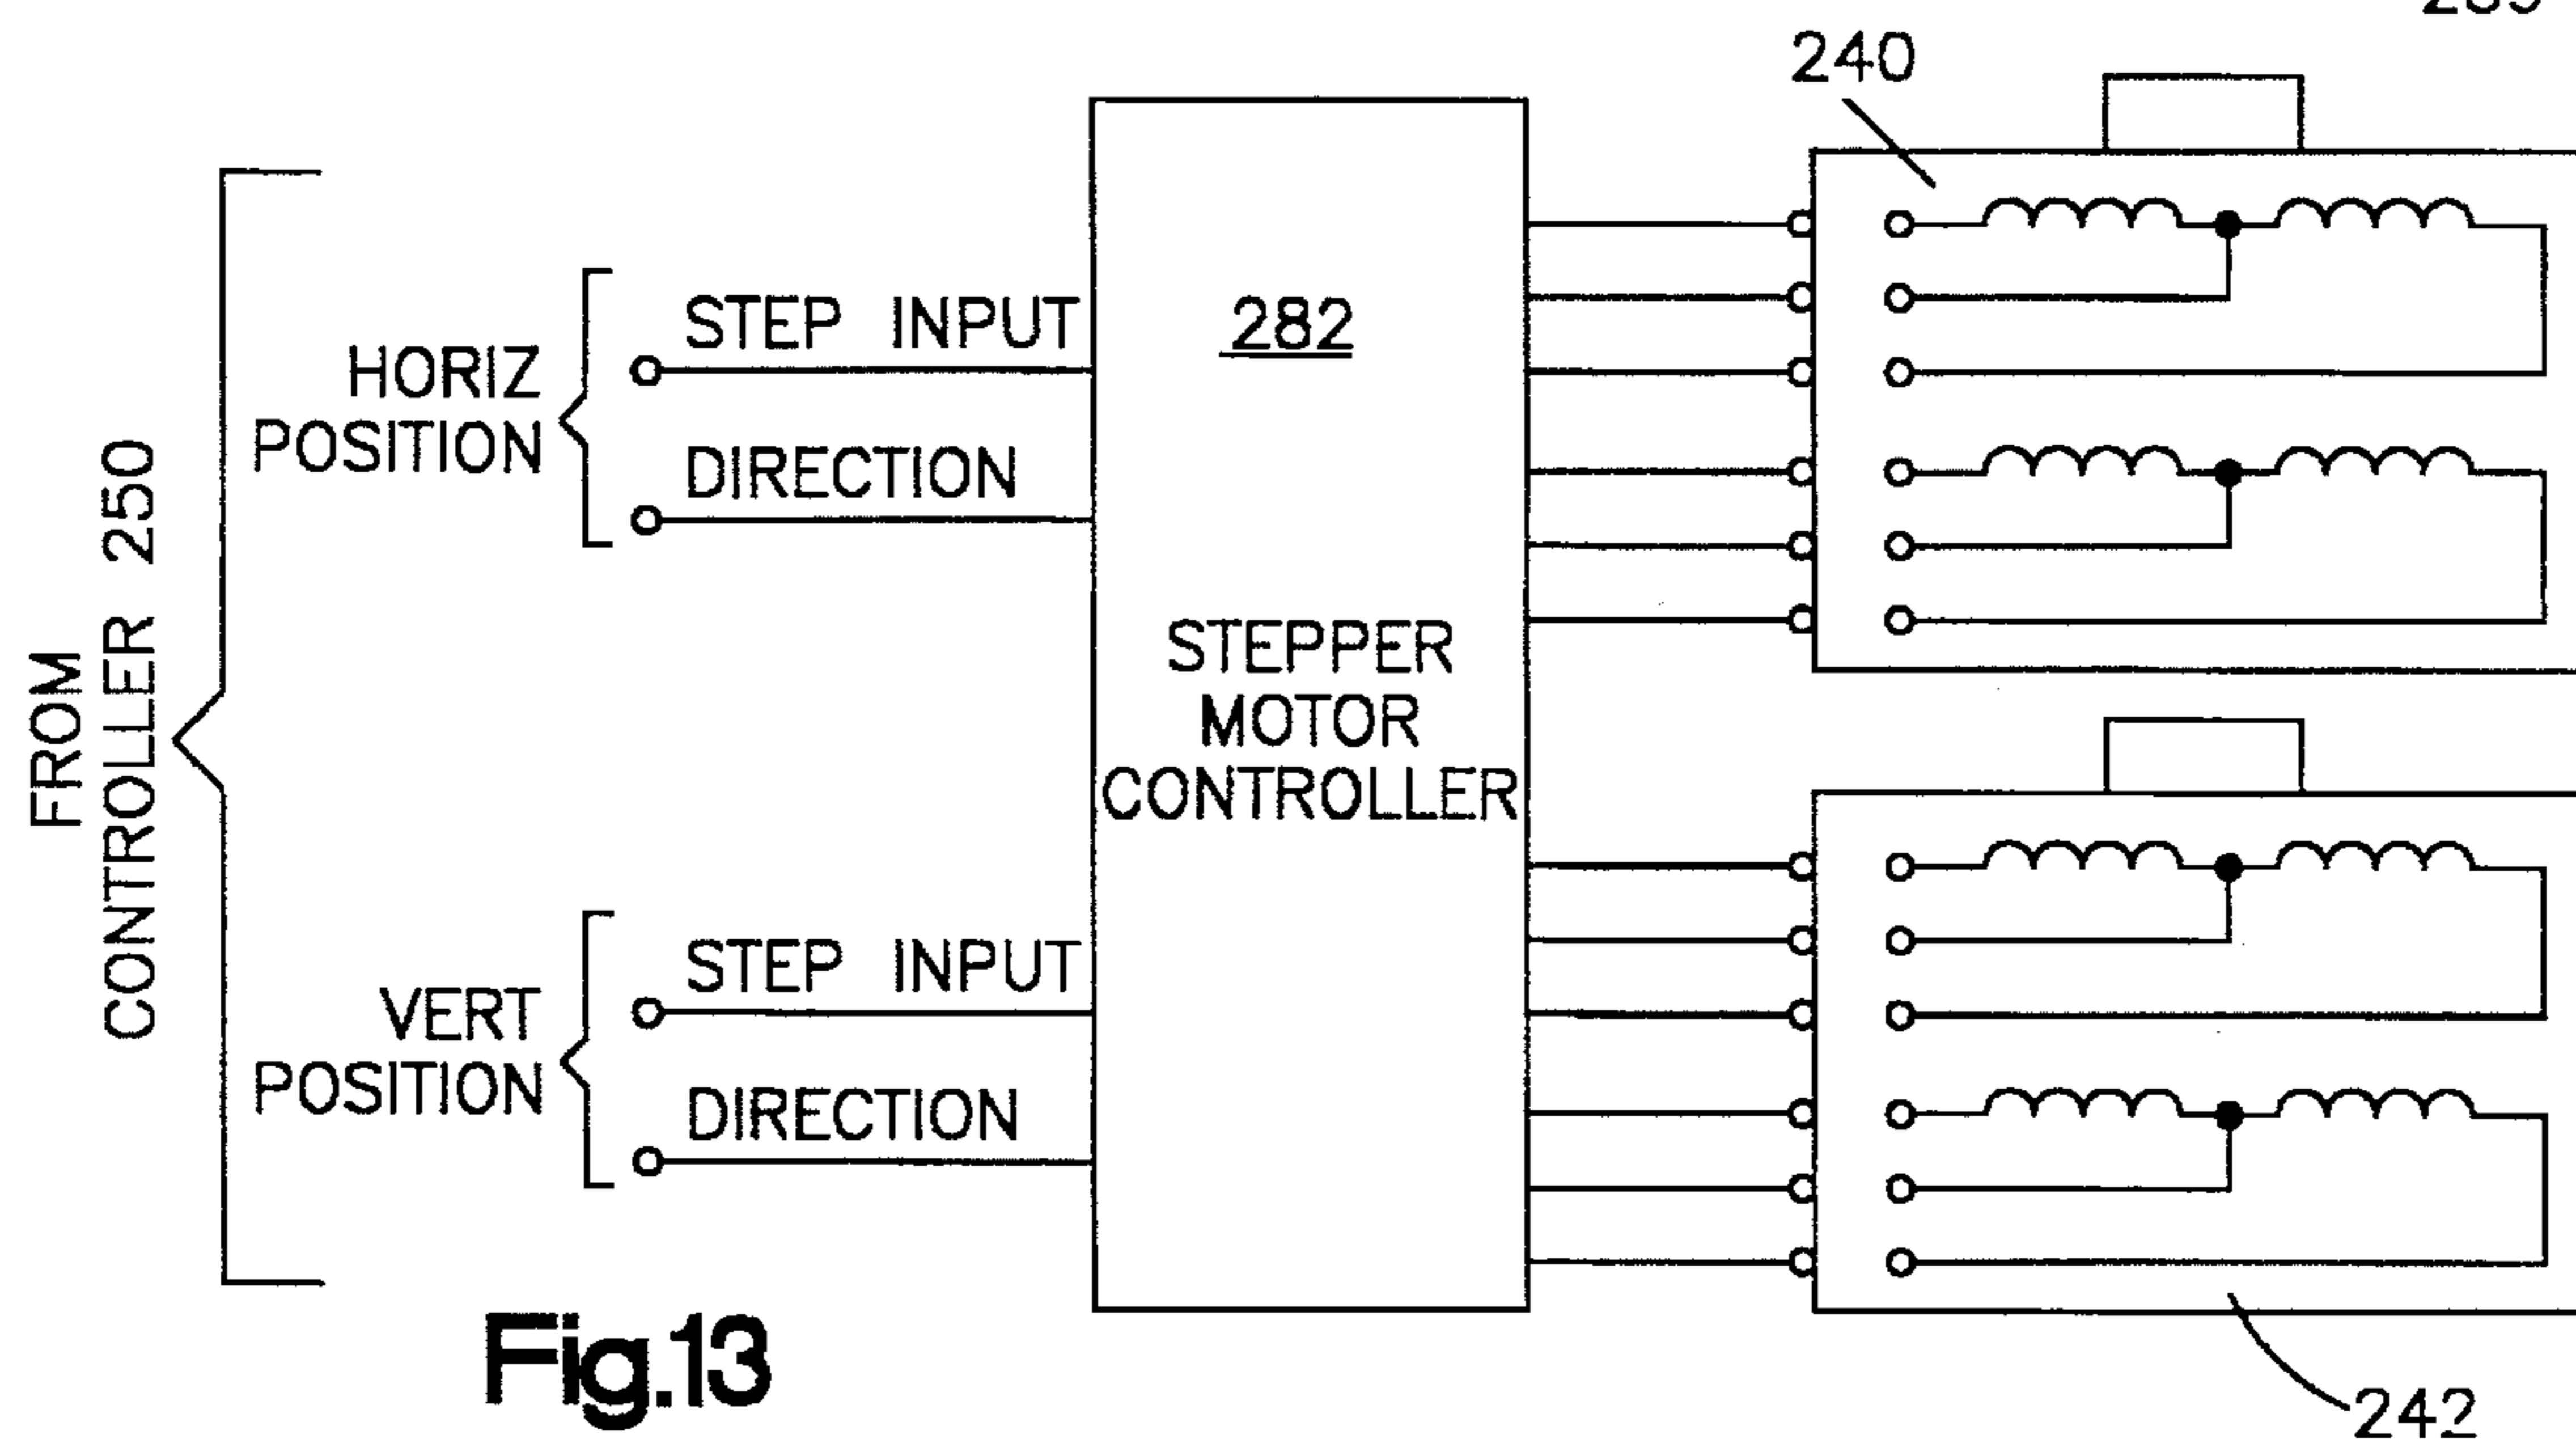 240
FROM
CONTROLLER 250
HORIZ
POSITION
STEP INPUT
DIRECTION
282
STEPPER
MOTOR
CONTROLLER
VERT
POSITION
STEP INPUT
DIRECTION
242
Fig.13